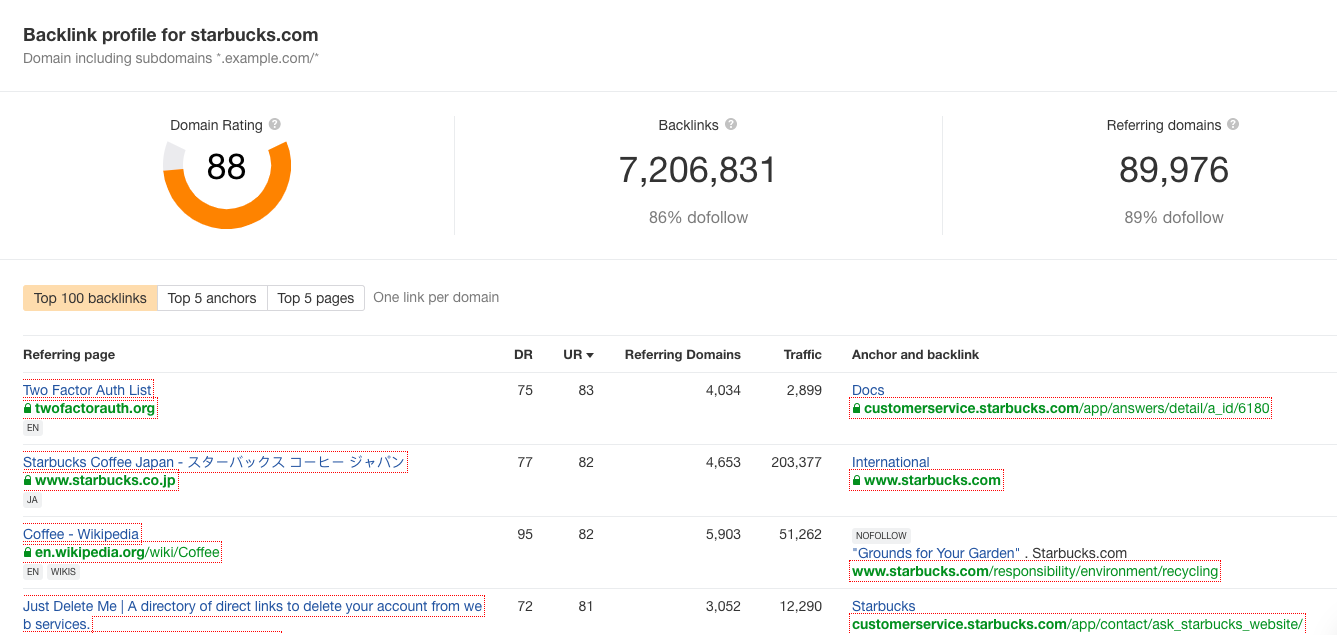 Backlink profile for starbucks.com
Domain including subdomains *.example.com/*
Domain Rating ?
88
Backlinks ?
7,206,831
86% dofollow
Referring domains ?
89,976
89% dofollow
Top 100 backlinks Top 5 anchors Top 5 pages One link per domain
Referring page DR UR Referring Domains Traffic Anchor and backlink
Two Factor Auth List 75 83 4,034 2,899 Docs
twofactorauth.org customerservice.starbucks.com/app/answers/detail/a_id/6180
EN
Starbucks Coffee Japan - スターバックス コーヒー ジャパン 77 82 4,653 203,377 International
www.starbucks.co.jp www.starbucks.com
JA
Coffee - Wikipedia 95 82 5,903 51,262 NOFOLLOW
en.wikipedia.org/wiki/Coffee "Grounds for Your Garden" . Starbucks.com
EN WIKIS www.starbucks.com/responsibility/environment/recycling
Just Delete Me | A directory of direct links to delete your account from we 72 81 3,052 12,290 Starbucks
b services. customerservice.starbucks.com/app/contact/ask_starbucks_website/